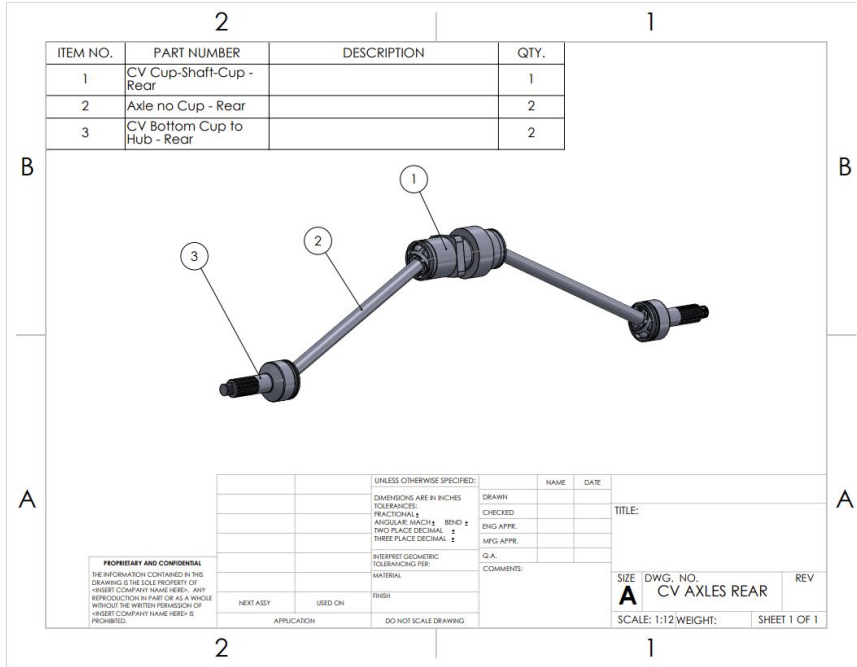 2
1
ITEM NO. PART NUMBER DESCRIPTION QTY.
1 CV Cup-Shaft-Cup - Rear 1
2 Axle no Cup - Rear 2
3 CV Bottom Cup to Hub - Rear 2
B
B
1
2
3
A
A
UNLESS OTHERWISE SPECIFIED:
DIMENSIONS ARE IN INCHES
TOLERANCES:
FRACTIONAL ±
ANGULAR: MACH ± BEND ±
TWO PLACE DECIMAL ±
THREE PLACE DECIMAL ±
INTERPRET GEOMETRIC
TOLERANCING PER:
MATERIAL
FINISH
DO NOT SCALE DRAWING
NAME DATE
DRAWN
CHECKED
ENG APPR.
MFG APPR.
Q.A.
COMMENTS:
TITLE:
SIZE DWG. NO. REV
A CV AXLES REAR
SCALE: 1:12 WEIGHT: SHEET 1 OF 1
PROPRIETARY AND CONFIDENTIAL
THE INFORMATION CONTAINED IN THIS
DRAWING IS THE SOLE PROPERTY OF
<INSERT COMPANY NAME HERE>. ANY
REPRODUCTION IN PART OR AS A WHOLE
WITHOUT THE WRITTEN PERMISSION OF
<INSERT COMPANY NAME HERE> IS
PROHIBITED.
NEXT ASSY USED ON
APPLICATION
2
1